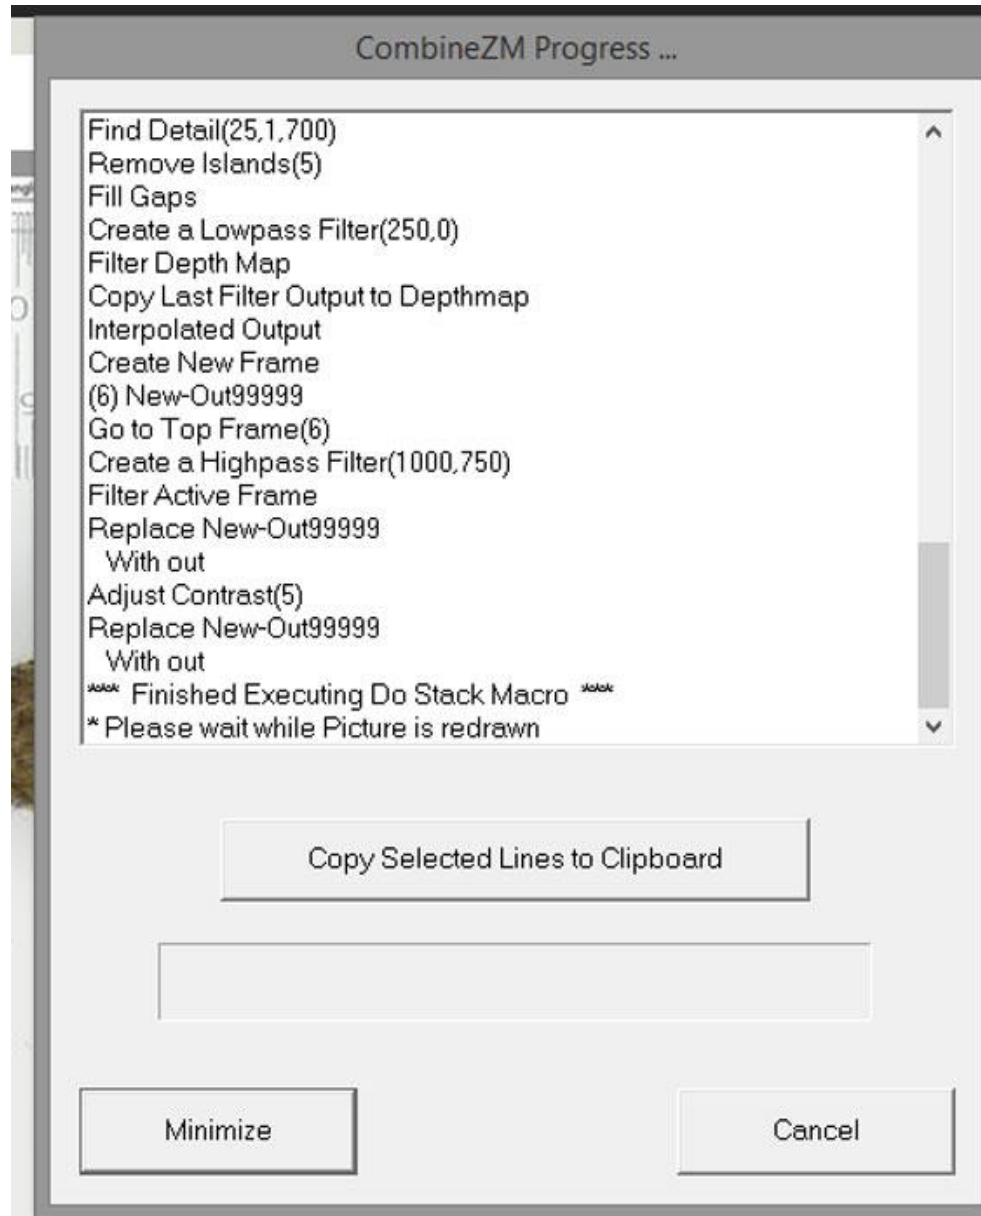 CombineZM Progress ...
Find Detail(25,1,700)
Remove Islands(5)
Fill Gaps
Create a Lowpass Filter(250,0)
Filter Depth Map
Copy Last Filter Output to Depthmap
Interpolated Output
Create New Frame
(6) New-Out99999
Go to Top Frame(6)
Create a Highpass Filter(1000,750)
Filter Active Frame
Replace New-Out99999
With out
Adjust Contrast(5)
Replace New-Out99999
With out
*** Finished Executing Do Stack Macro ***
* Please wait while Picture is redrawn
Copy Selected Lines to Clipboard
Minimize
Cancel